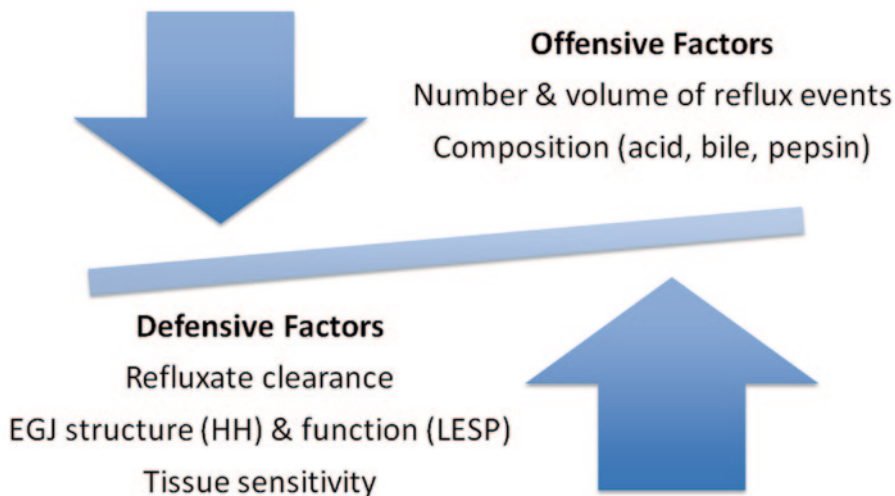 Offensive Factors
Number & volume of reflux events
Composition (acid, bile, pepsin)
Defensive Factors
Refluxate clearance
EGJ structure (HH) & function (LESP)
Tissue sensitivity